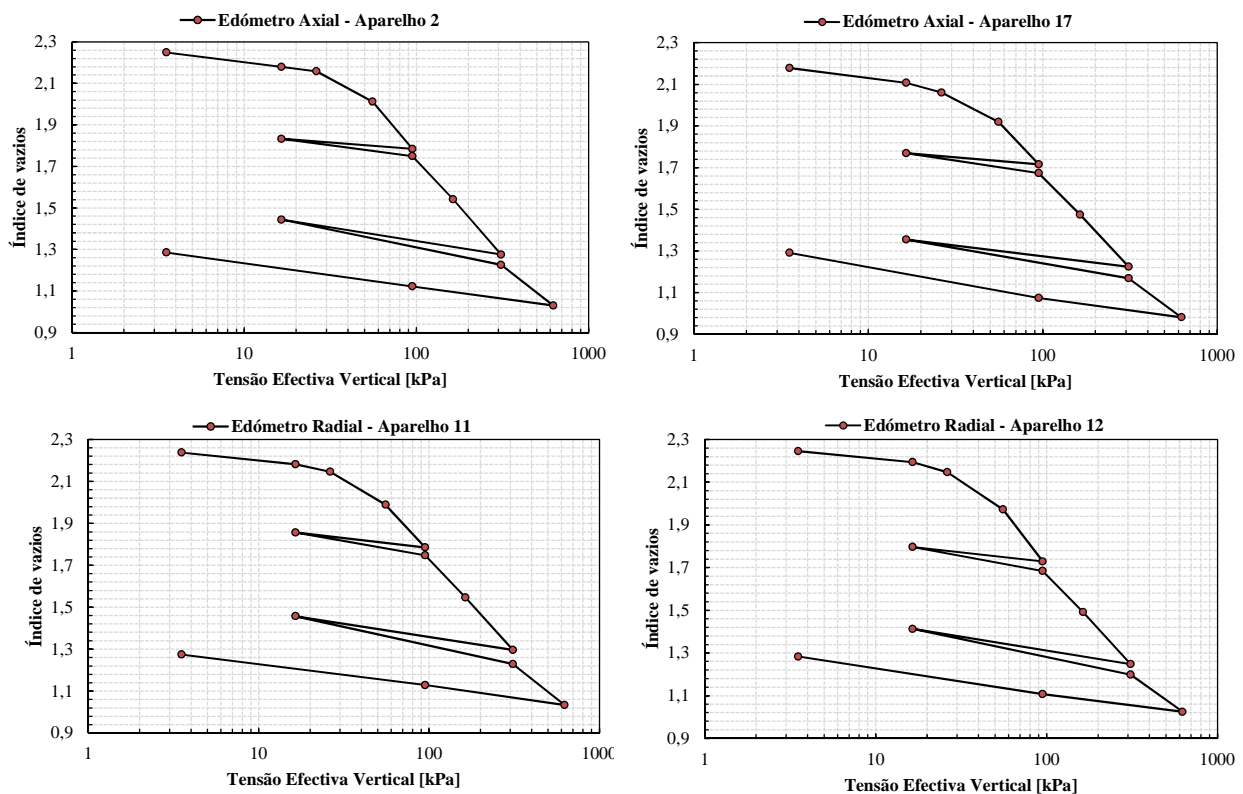 Edómetro Axial - Aparelho 2
2,3
2,1
1,9
1,7
1,5
1,3
1,1
0,9
Índice de vazios
1 10 100 1000
Tensão Efectiva Vertical [kPa]
Edómetro Axial - Aparelho 17
2,3
2,1
1,9
1,7
1,5
1,3
1,1
0,9
Índice de vazios
1 10 100 1000
Tensão Efectiva Vertical [kPa]
Edómetro Radial - Aparelho 11
2,3
2,1
1,9
1,7
1,5
1,3
1,1
0,9
Índice de vazios
1 10 100 1000
Tensão Efectiva Vertical [kPa]
Edómetro Radial - Aparelho 12
2,3
2,1
1,9
1,7
1,5
1,3
1,1
0,9
Índice de vazios
1 10 100 1000
Tensão Efectiva Vertical [kPa]